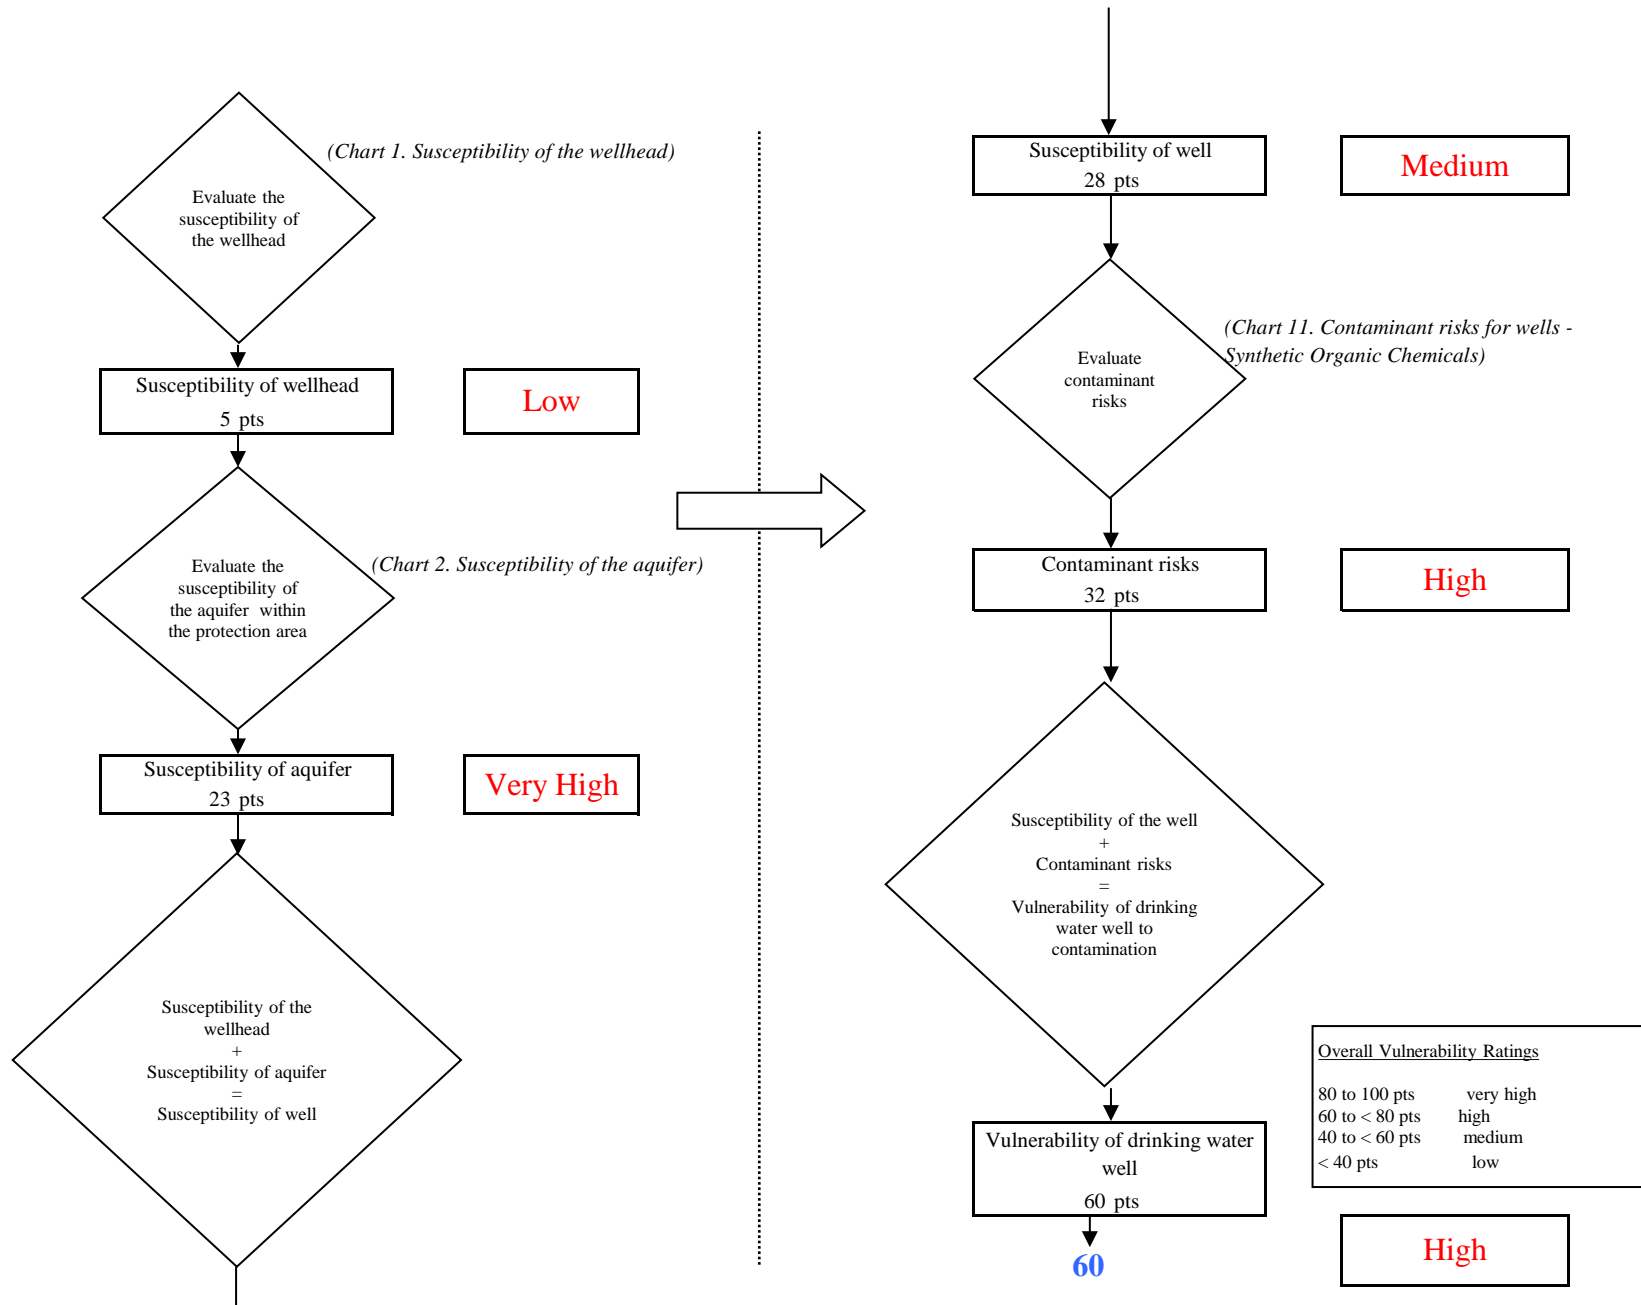 (Chart 1. Susceptibility of the wellhead)
Evaluate the
susceptibility of
the wellhead
Susceptibility of wellhead
5 pts
Low
(Chart 2. Susceptibility of the aquifer)
Evaluate the
susceptibility of
the aquifer within
the protection area
Susceptibility of aquifer
23 pts
Very High
Susceptibility of the
wellhead
+
Susceptibility of aquifer
=
Susceptibility of well
Susceptibility of well
28 pts
Medium
(Chart 11. Contaminant risks for wells -
Synthetic Organic Chemicals)
Evaluate
contaminant
risks
Contaminant risks
32 pts
High
Susceptibility of the well
+
Contaminant risks
=
Vulnerability of drinking
water well to
contamination
Overall Vulnerability Ratings
80 to 100 pts very high
60 to < 80 pts high
40 to < 60 pts medium
< 40 pts low
Vulnerability of drinking water
well
60 pts
60
High